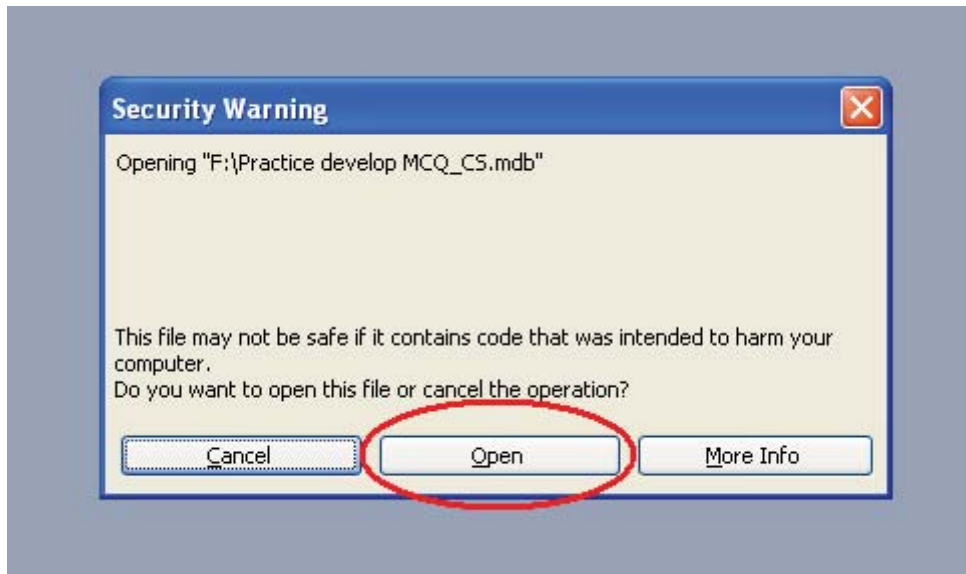 Security Warning
Opening "F:\Practice develop MCQ_CS.mdb"
This file may not be safe if it contains code that was intended to harm your
computer.
Do you want to open this file or cancel the operation?
Cancel Open More Info